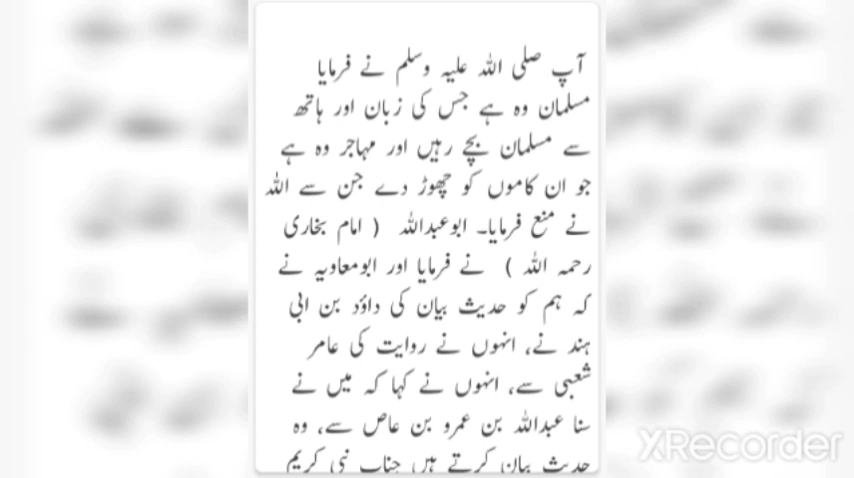 آپ صلی اللہ علیہ وسلم نے فرمایا
مسلمان وہ ہے جس کی زبان اور ہاتھ
سے مسلمان بچے رہیں اور مہاجر وہ ہے
جو ان کاموں کو چھوڑ دے جن سے اللہ
نے منع فرمایا۔ ابوعبداللہ ( امام بخاری
رحمہ اللہ ) نے فرمایا اور ابومعاویہ نے
کہ ہم کو حدیث بیان کی داؤد بن ابی
ہند نے، انہوں نے روایت کی عامر
شعبی سے، انہوں نے کہا کہ میں نے
سنا عبداللہ بن عمرو بن عاص سے، وہ
حدیث بیان کرتے ہیں جناب نبی کریم
XRecorder